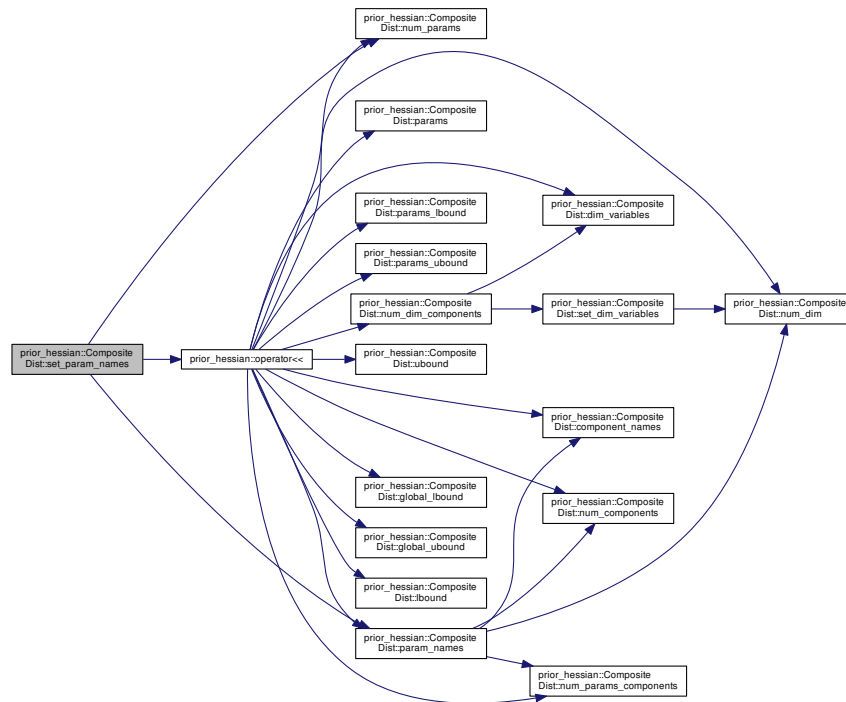 prior_hessian::Composite
Dist::num_params
prior_hessian::Composite
Dist::params
prior_hessian::Composite
Dist::params_lbound
prior_hessian::Composite
Dist::dim_variables
prior_hessian::Composite
Dist::params_ubound
prior_hessian::Composite
Dist::num_dim_components
prior_hessian::Composite
Dist::set_dim_variables
prior_hessian::Composite
Dist::num_dim
prior_hessian::Composite
Dist::set_param_names
prior_hessian::operator<<
prior_hessian::Composite
Dist::ubound
prior_hessian::Composite
Dist::component_names
prior_hessian::Composite
Dist::global_lbound
prior_hessian::Composite
Dist::num_components
prior_hessian::Composite
Dist::global_ubound
prior_hessian::Composite
Dist::lbound
prior_hessian::Composite
Dist::param_names
prior_hessian::Composite
Dist::num_params_components